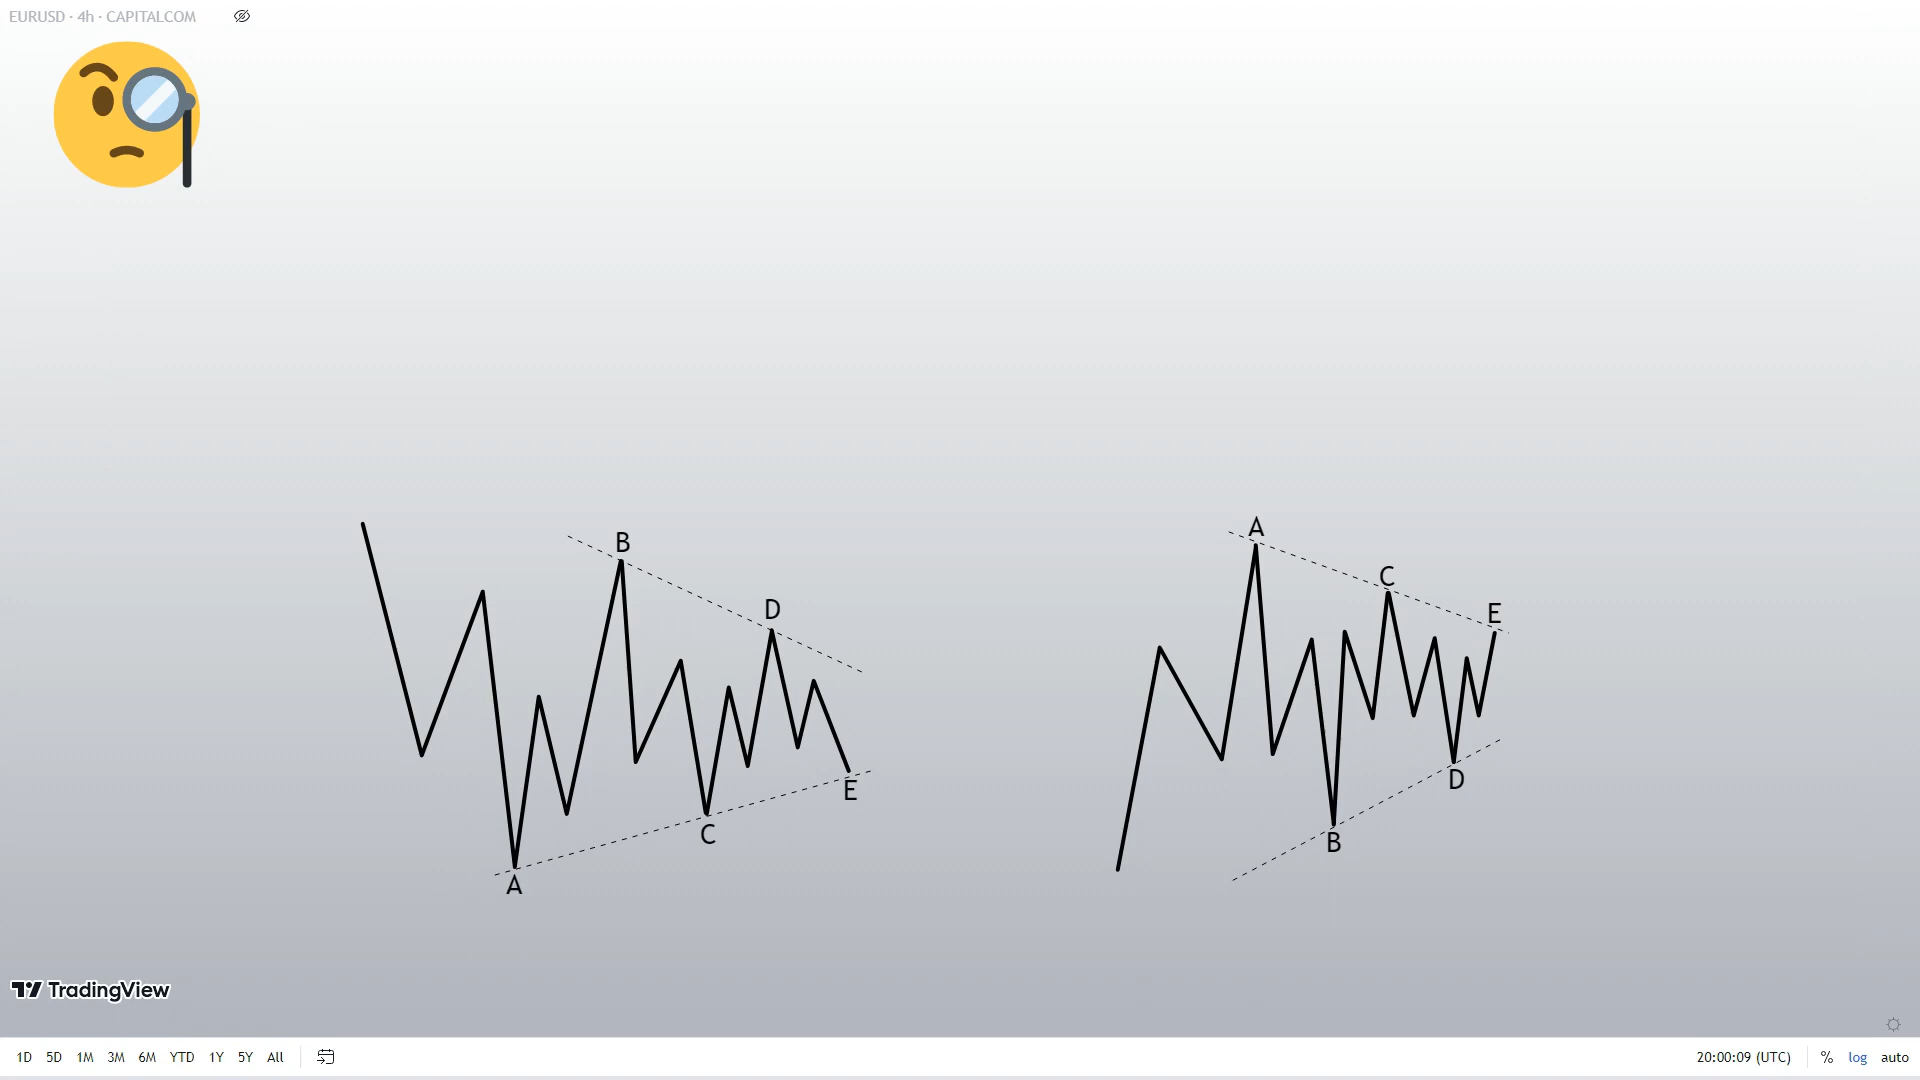 EURUSD · 4h · CAPITALCOM
B
D
C
E
A
A
C
E
D
B
TradingView
1D 5D 1M 3M 6M YTD 1Y 5Y All
20:00:09 (UTC) % log auto